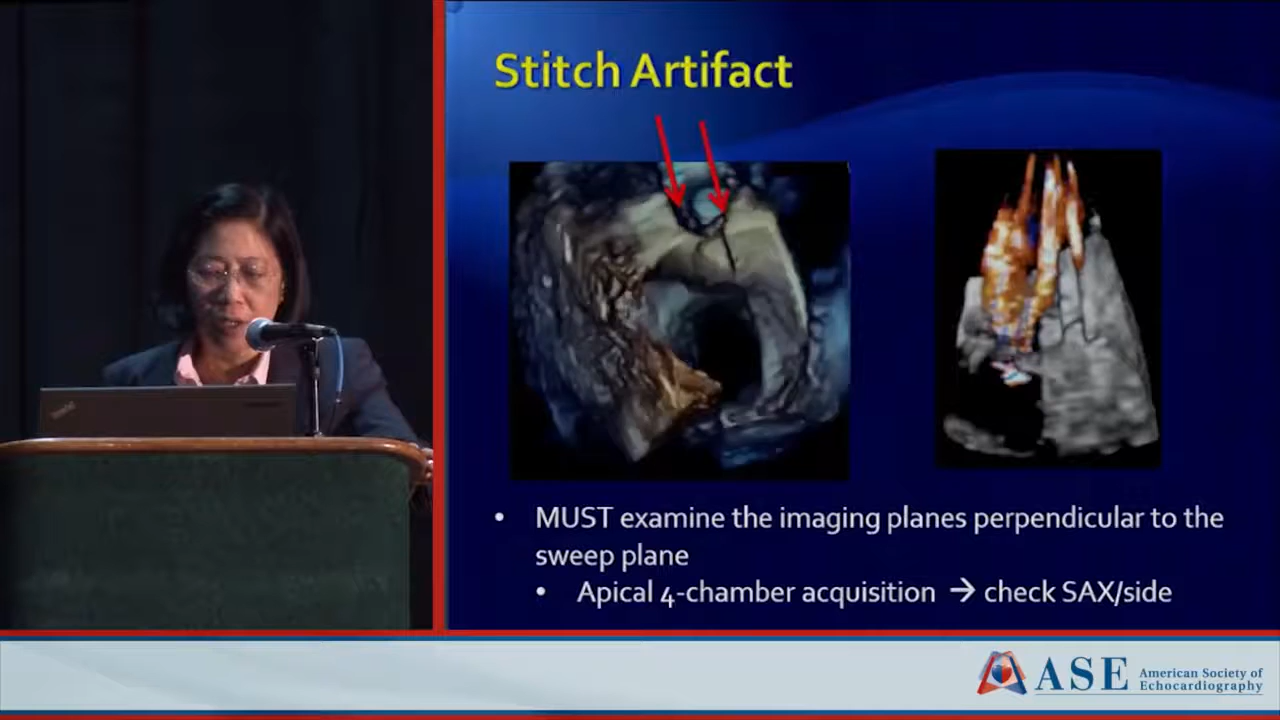 Stitch Artifact
• MUST examine the imaging planes perpendicular to the
sweep plane
• Apical 4-chamber acquisition → check SAX/side
ThinkPad
ASE American Society of
Echocardiography